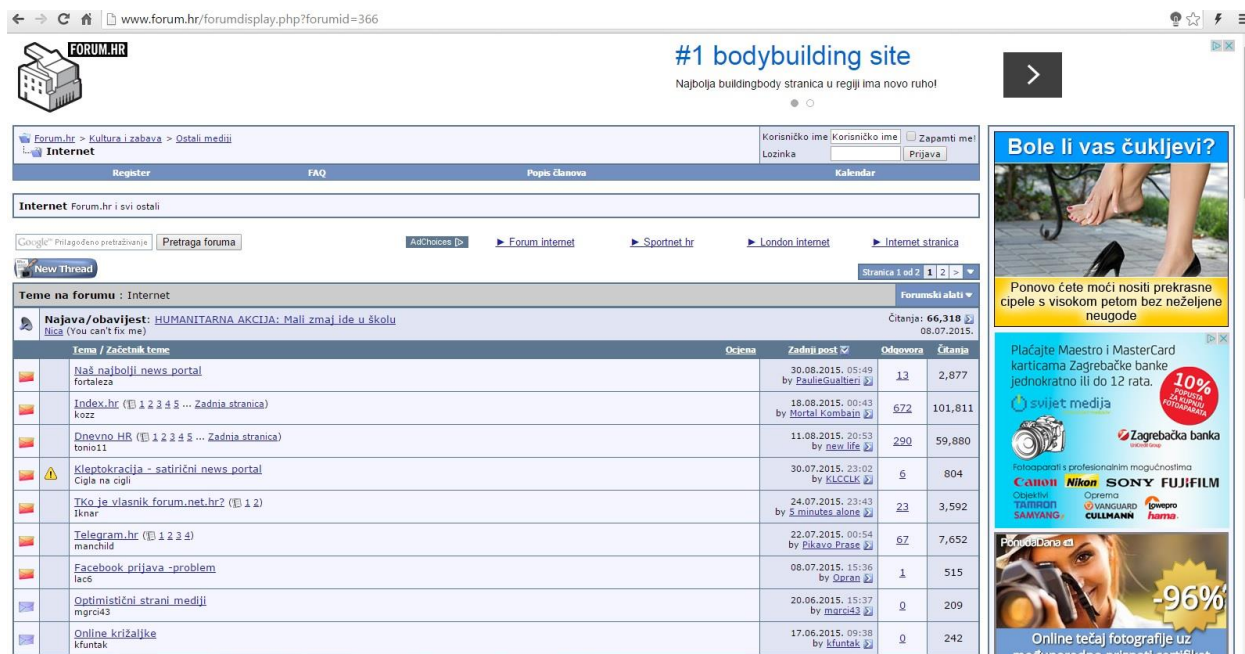 www.forum.hr/forumdisplay.php?forumid=366
FORUM.HR
#1 bodybuilding site
Najbolja buildingbody stranica u regiji ima novo ruho!
Forum.hr > Kultura i zabava > Ostali mediji
Internet
Korisničko ime Korisničko ime Zapamti me!
Lozinka Prijava
Register FAQ Popis članova Kalendar
Internet Forum.hr i svi ostali
Google™ Prilagođeno pretraživanje Pretraga foruma AdChoices ► Forum internet ► Sportnet hr ► London internet ► Internet stranica
New Thread
Stranica 1 od 2 1 2 >
Teme na forumu : Internet Forumski alati
Najava/obavijest: HUMANITARNA AKCIJA: Mali zmaj ide u školu Čitanja: 66,318
Nica (You can't fix me) 08.07.2015.
Tema / Začetnik teme Ocjena Zadnji post Odgovora Čitanja
Naš najbolji news portal 30.08.2015. 05:49 13 2,877
fortaleza by PaulieGualtieri
Index.hr ( 1 2 3 4 5 ... Zadnja stranica) 18.08.2015. 00:43 672 101,811
kozz by Mortal Kombajn
Dnevno HR ( 1 2 3 4 5 ... Zadnja stranica) 11.08.2015. 20:53 290 59,880
tonio11 by new life
Kleptokracija - satirični news portal 30.07.2015. 23:02 6 804
Cigla na cigli by KLCCLK
TKo je vlasnik forum.net.hr? ( 1 2) 24.07.2015. 23:43 23 3,592
Iknar by 5 minutes alone
Telegram.hr ( 1 2 3 4) 22.07.2015. 00:54 67 7,652
manchild by Pikavo Prase
Facebook prijava -problem 08.07.2015. 15:36 1 515
lac6 by Opran
Optimistični strani mediji 20.06.2015. 15:37 0 209
mgrci43 by mgrci43
Online križaljke 17.06.2015. 09:38 0 242
kfuntak by kfuntak
Bole li vas čukljevi?
Ponovo ćete moći nositi prekrasne
cipele s visokom petom bez neželjene
neugode
Plaćajte Maestro i MasterCard
karticama Zagrebačke banke
jednokratno ili do 12 rata.
10%
POPUSTA
ZA KUPNJU
FOTOAPARATA
svijet medija
Zagrebačka banka
UniCredit Group
Fotoaparati s profesionalnim mogućnostima
Canon Nikon SONY FUJIFILM
Objektivi Oprema
TAMRON VANGUARD lowepro
SAMYANG CULLMANN hama
PonudaDana
-96%
Online tečaj fotografije uz
međunarodno priznati certifikat